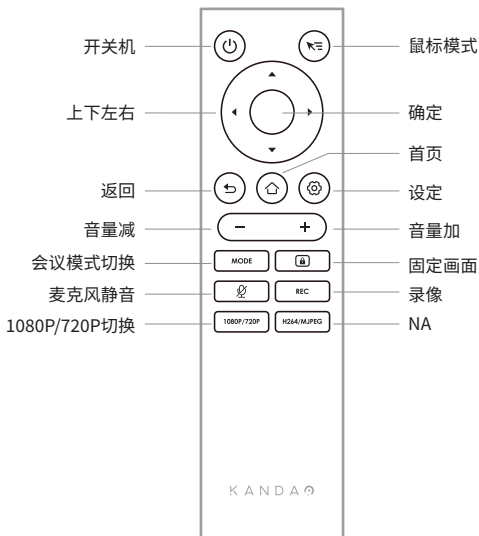 开关机
鼠标模式
上下左右
确定
首页
返回
设定
音量减
音量加
会议模式切换
MODE
固定画面
麦克风静音
REC
录像
1080P/720P切换
1080P/720P
H264/MJPEG
NA
KANDAO